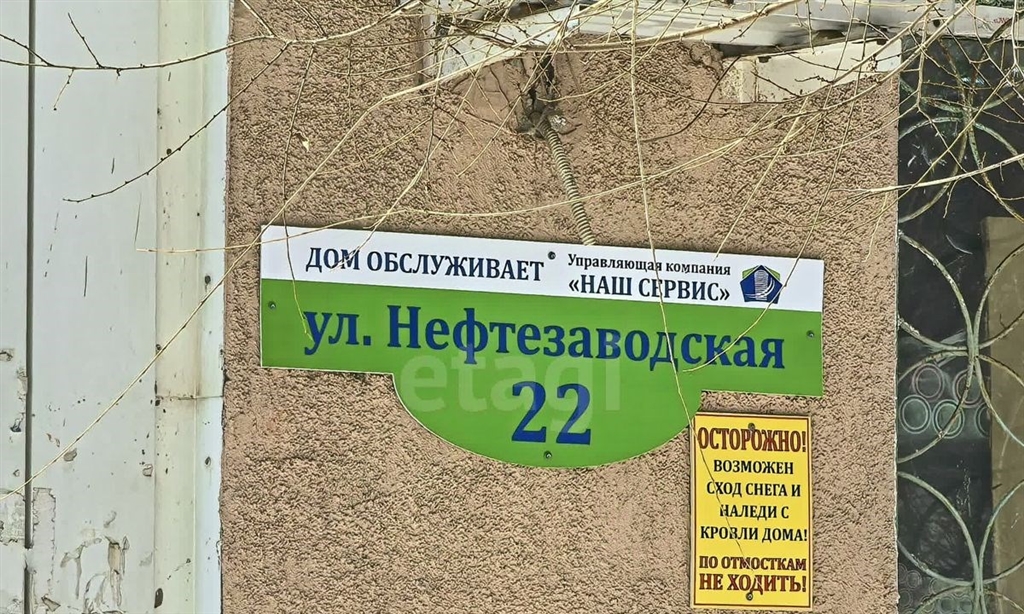 ДОМ ОБСЛУЖИВАЕТ
Управляющая компания
«НАШ СЕРВИС»
ул. Нефтезаводская
22
etagi
ОСТОРОЖНО!
ВОЗМОЖЕН
СХОД СНЕГА И
НАЛЕДИ С
КРОВЛИ ДОМА!
ПО ОТМОСТКАМ
НЕ ХОДИТЬ!